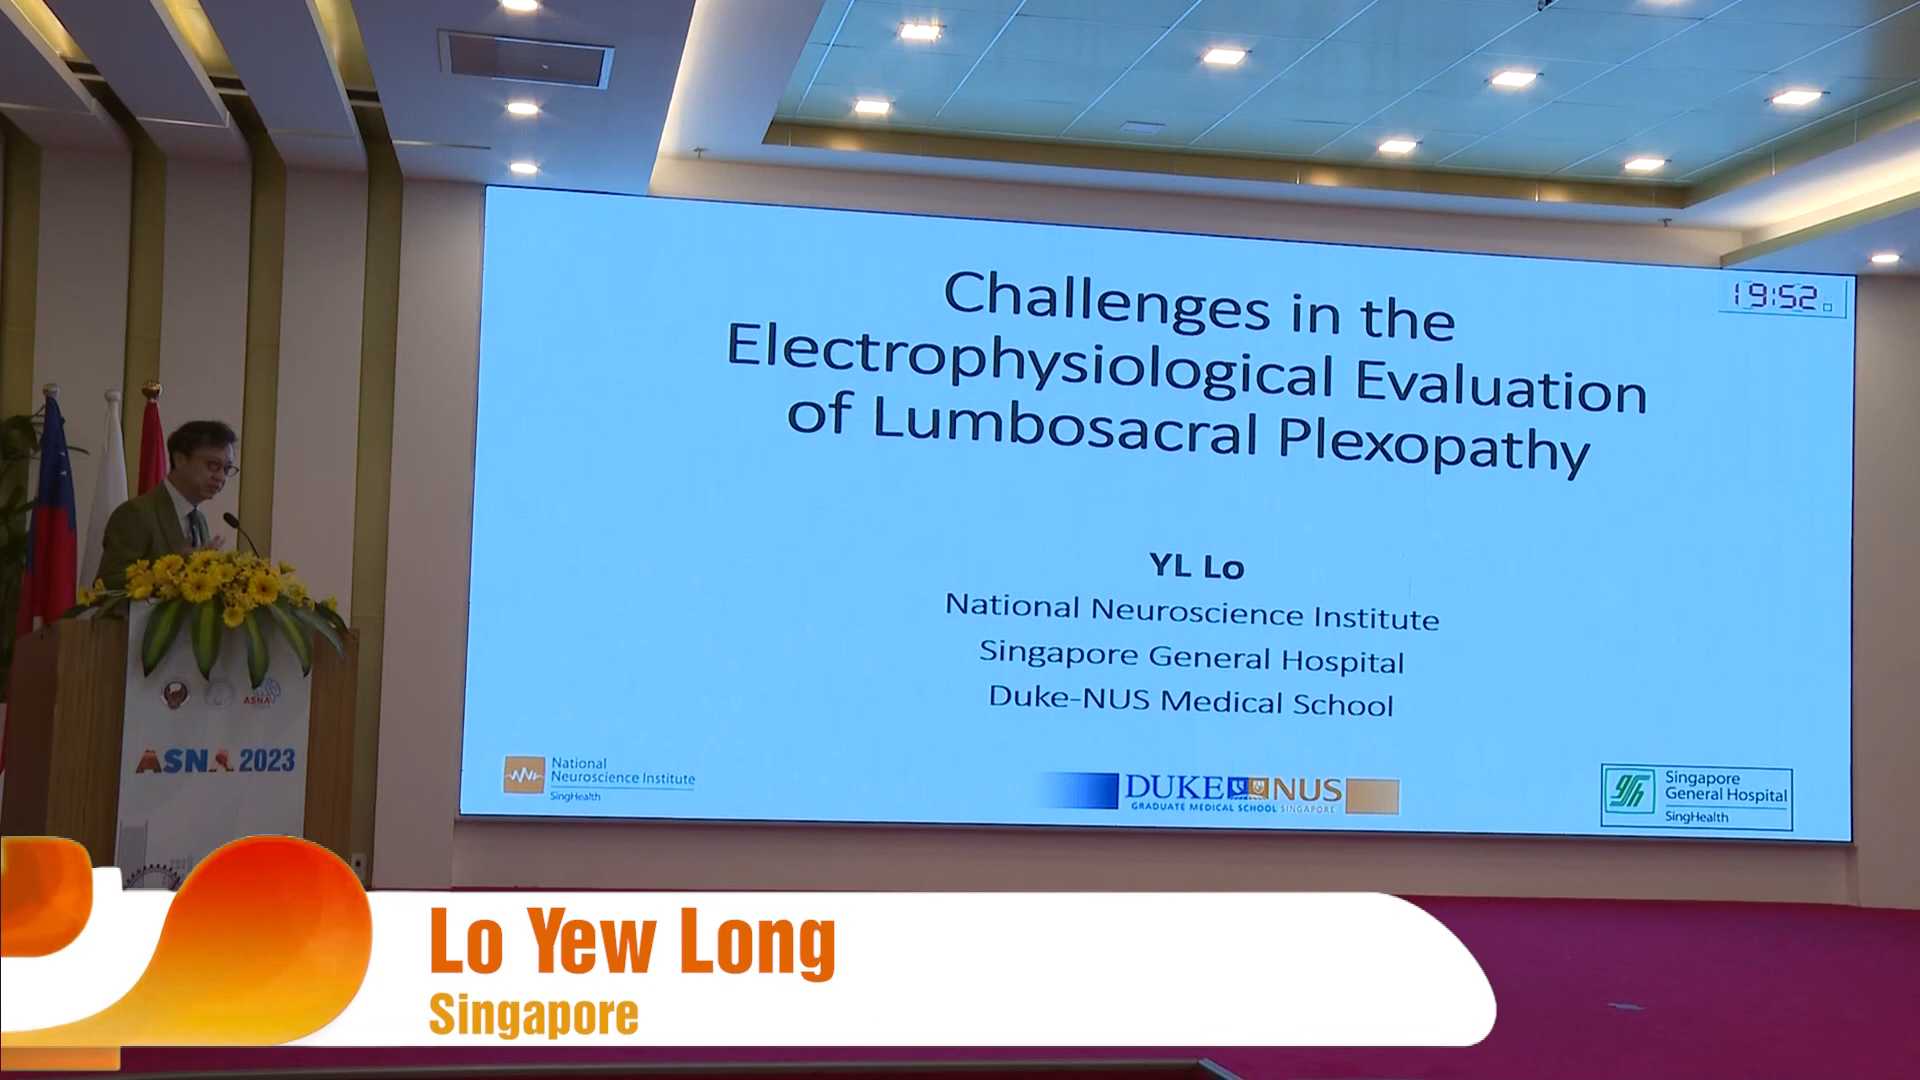 Challenges in the
Electrophysiological Evaluation
of Lumbosacral Plexopathy
19:52
YL Lo
National Neuroscience Institute
Singapore General Hospital
Duke-NUS Medical School
National
Neuroscience Institute
SingHealth
DUKE NUS
GRADUATE MEDICAL SCHOOL SINGAPORE
Singapore
General Hospital
SingHealth
ASNA
ASNA 2023
Lo Yew Long
Singapore